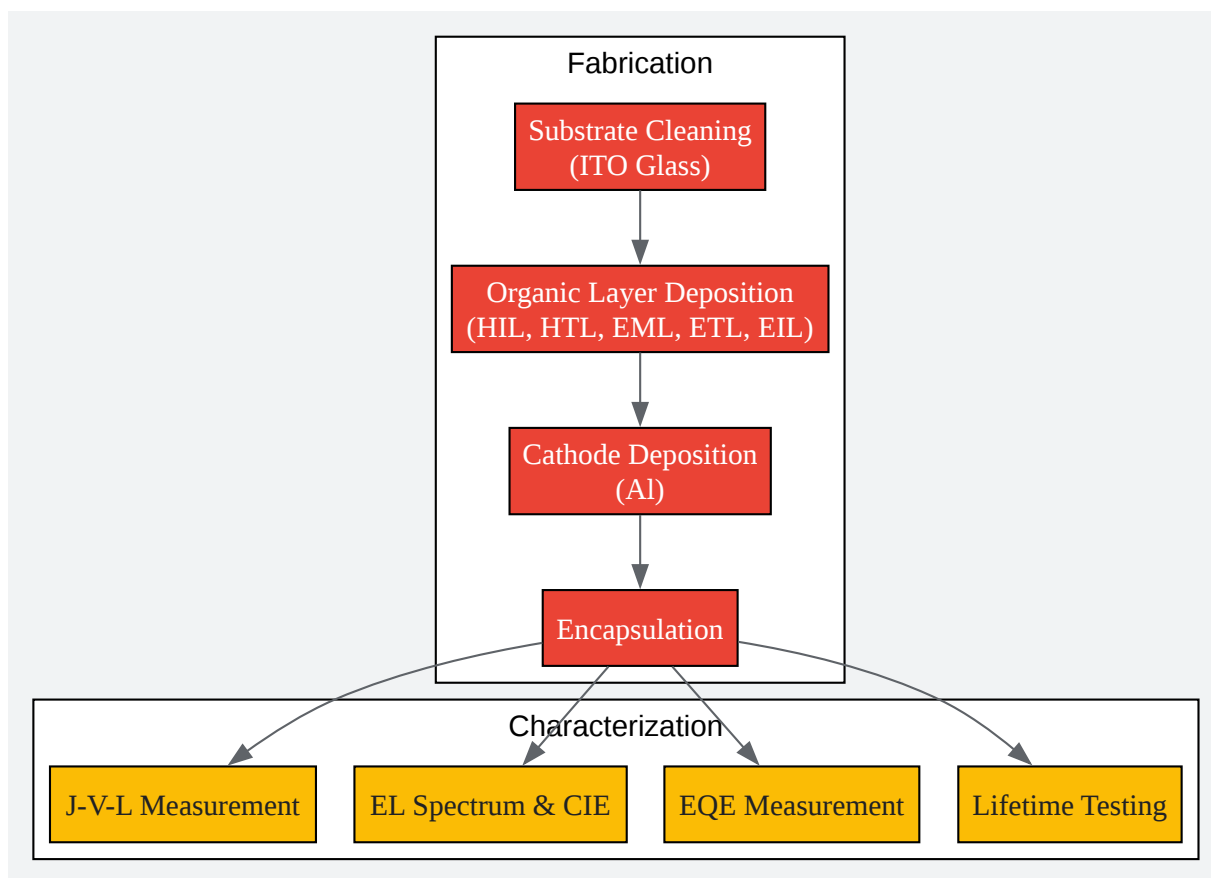 Fabrication
Substrate Cleaning
(ITO Glass)
Organic Layer Deposition
(HIL, HTL, EML, ETL, EIL)
Cathode Deposition
(Al)
Encapsulation
Characterization
J-V-L Measurement
EL Spectrum & CIE
EQE Measurement
Lifetime Testing